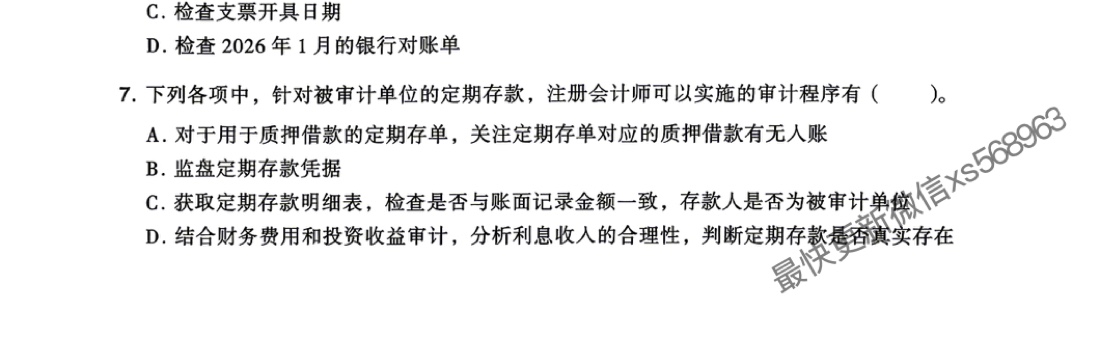 C. 检查支票开具日期
D. 检查 2026 年 1 月的银行对账单
7. 下列各项中，针对被审计单位的定期存款，注册会计师可以实施的审计程序有（　　）。
A. 对于用于质押借款的定期存单，关注定期存单对应的质押借款有无入账
B. 监盘定期存款凭据
C. 获取定期存款明细表，检查是否与账面记录金额一致，存款人是否为被审计单位
D. 结合财务费用和投资收益审计，分析利息收入的合理性，判断定期存款是否真实存在
最快更新微信xs568963